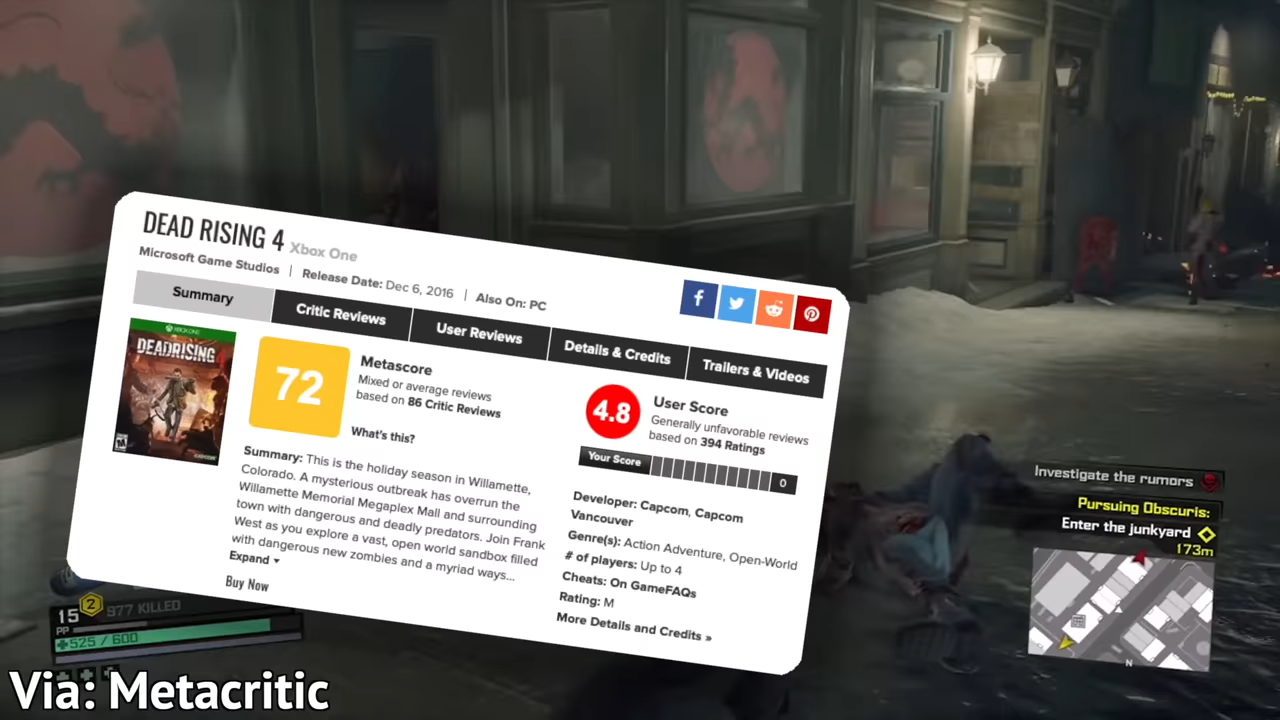 DEAD RISING 4 Xbox One
Microsoft Game Studios | Release Date: Dec 6, 2016 | Also On: PC
Summary
Critic Reviews
User Reviews
Details & Credits
Trailers & Videos
XBOX ONE
DEADRISING 4
72
Metascore
Mixed or average reviews
based on 86 Critic Reviews
What's this?
4.8
User Score
Generally unfavorable reviews
based on 394 Ratings
Your Score
0
Summary: This is the holiday season in Willamette,
Colorado. A mysterious outbreak has overrun the
Willamette Memorial Megaplex Mall and surrounding
town with dangerous and deadly predators. Join Frank
West as you explore a vast, open world sandbox filled
with dangerous new zombies and a myriad ways...
Expand
Buy Now
Developer: Capcom, Capcom
Vancouver
Genre(s): Action Adventure, Open-World
# of players: Up to 4
Cheats: On GameFAQs
Rating: M
More Details and Credits »
Investigate the rumors
Pursuing Obscuris:
Enter the junkyard
173m
N
15
2
977 KILLED
PP
525 / 600
Via: Metacritic